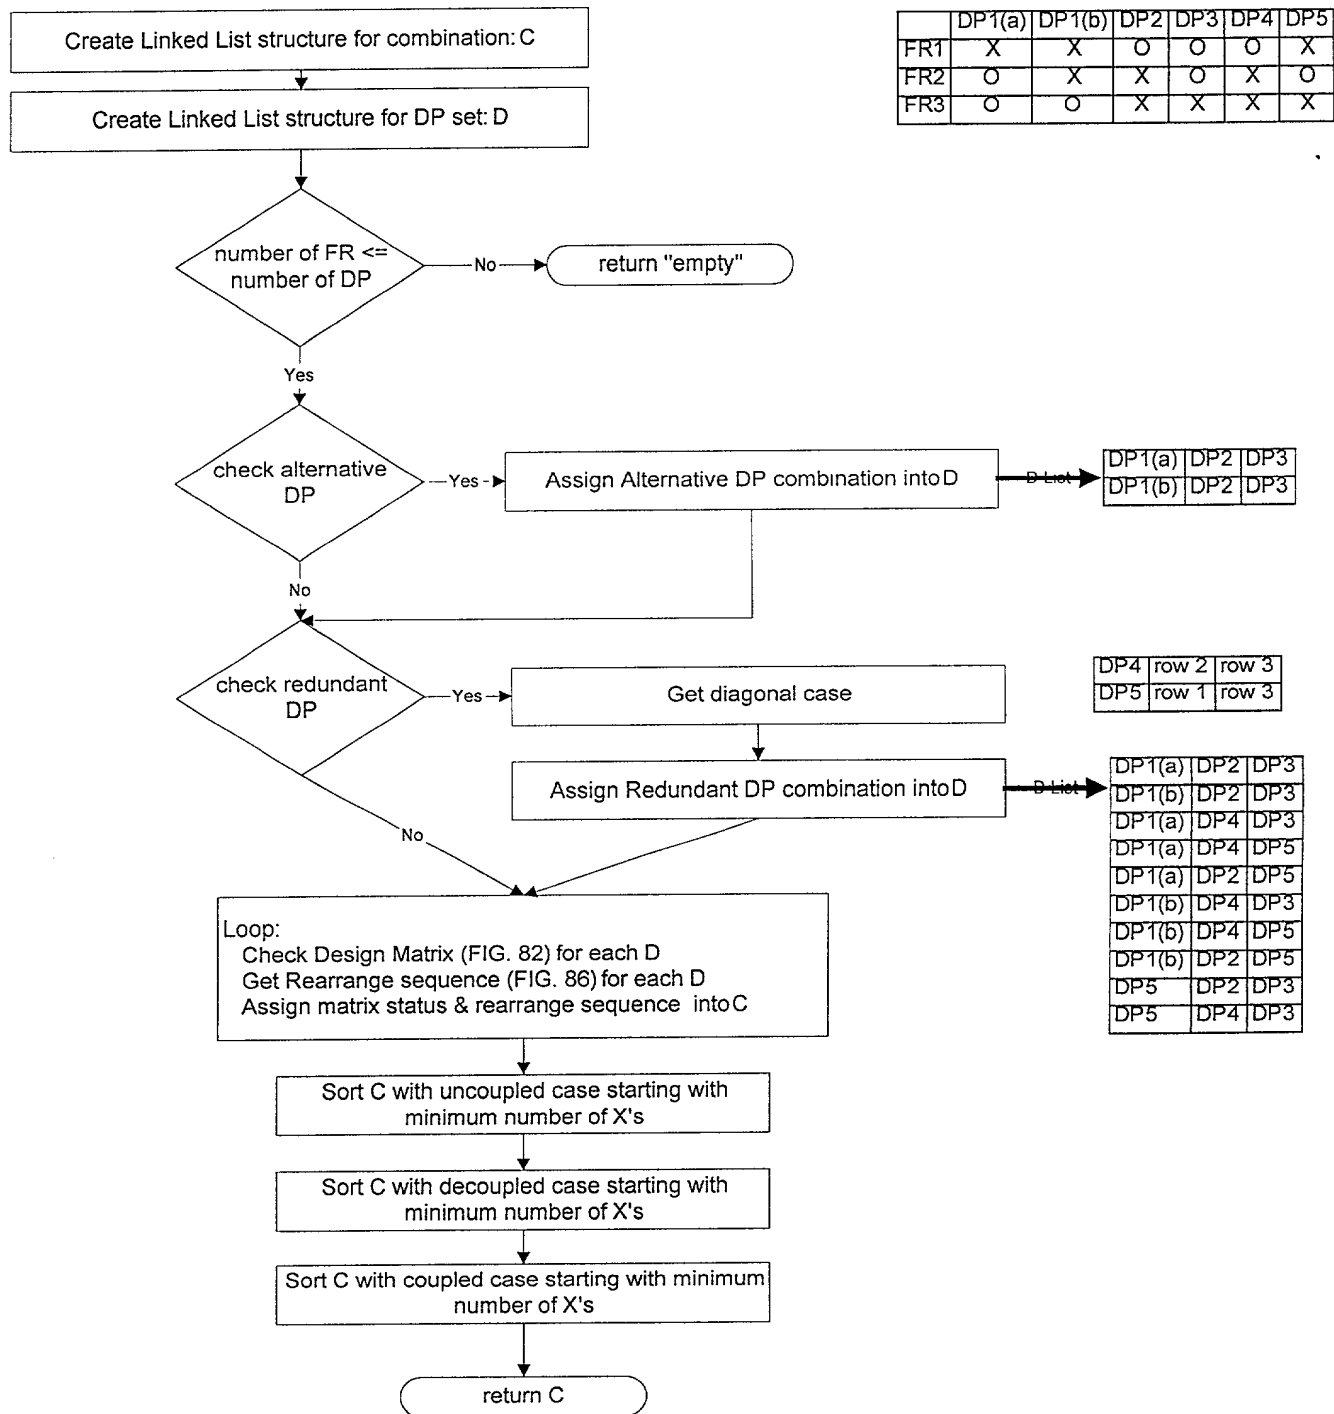 Create Linked List structure for combination: C
Create Linked List structure for DP set: D
number of FR <=
number of DP
No
return "empty"
Yes
check alternative
DP
Yes
Assign Alternative DP combination into D
D List
No
check redundant
DP
Yes
Get diagonal case
Assign Redundant DP combination into D
D List
No
Loop:
Check Design Matrix (FIG. 82) for each D
Get Rearrange sequence (FIG. 86) for each D
Assign matrix status & rearrange sequence into C
Sort C with uncoupled case starting with
minimum number of X's
Sort C with decoupled case starting with
minimum number of X's
Sort C with coupled case starting with minimum
number of X's
return C
DP1(a) DP1(b) DP2 DP3 DP4 DP5
FR1 X X O O O X
FR2 O X X O X O
FR3 O O X X X X
DP1(a) DP2 DP3
DP1(b) DP2 DP3
DP4 row 2 row 3
DP5 row 1 row 3
DP1(a) DP2 DP3
DP1(b) DP2 DP3
DP1(a) DP4 DP3
DP1(a) DP4 DP5
DP1(a) DP2 DP5
DP1(b) DP4 DP3
DP1(b) DP4 DP5
DP1(b) DP2 DP5
DP5 DP2 DP3
DP5 DP4 DP3